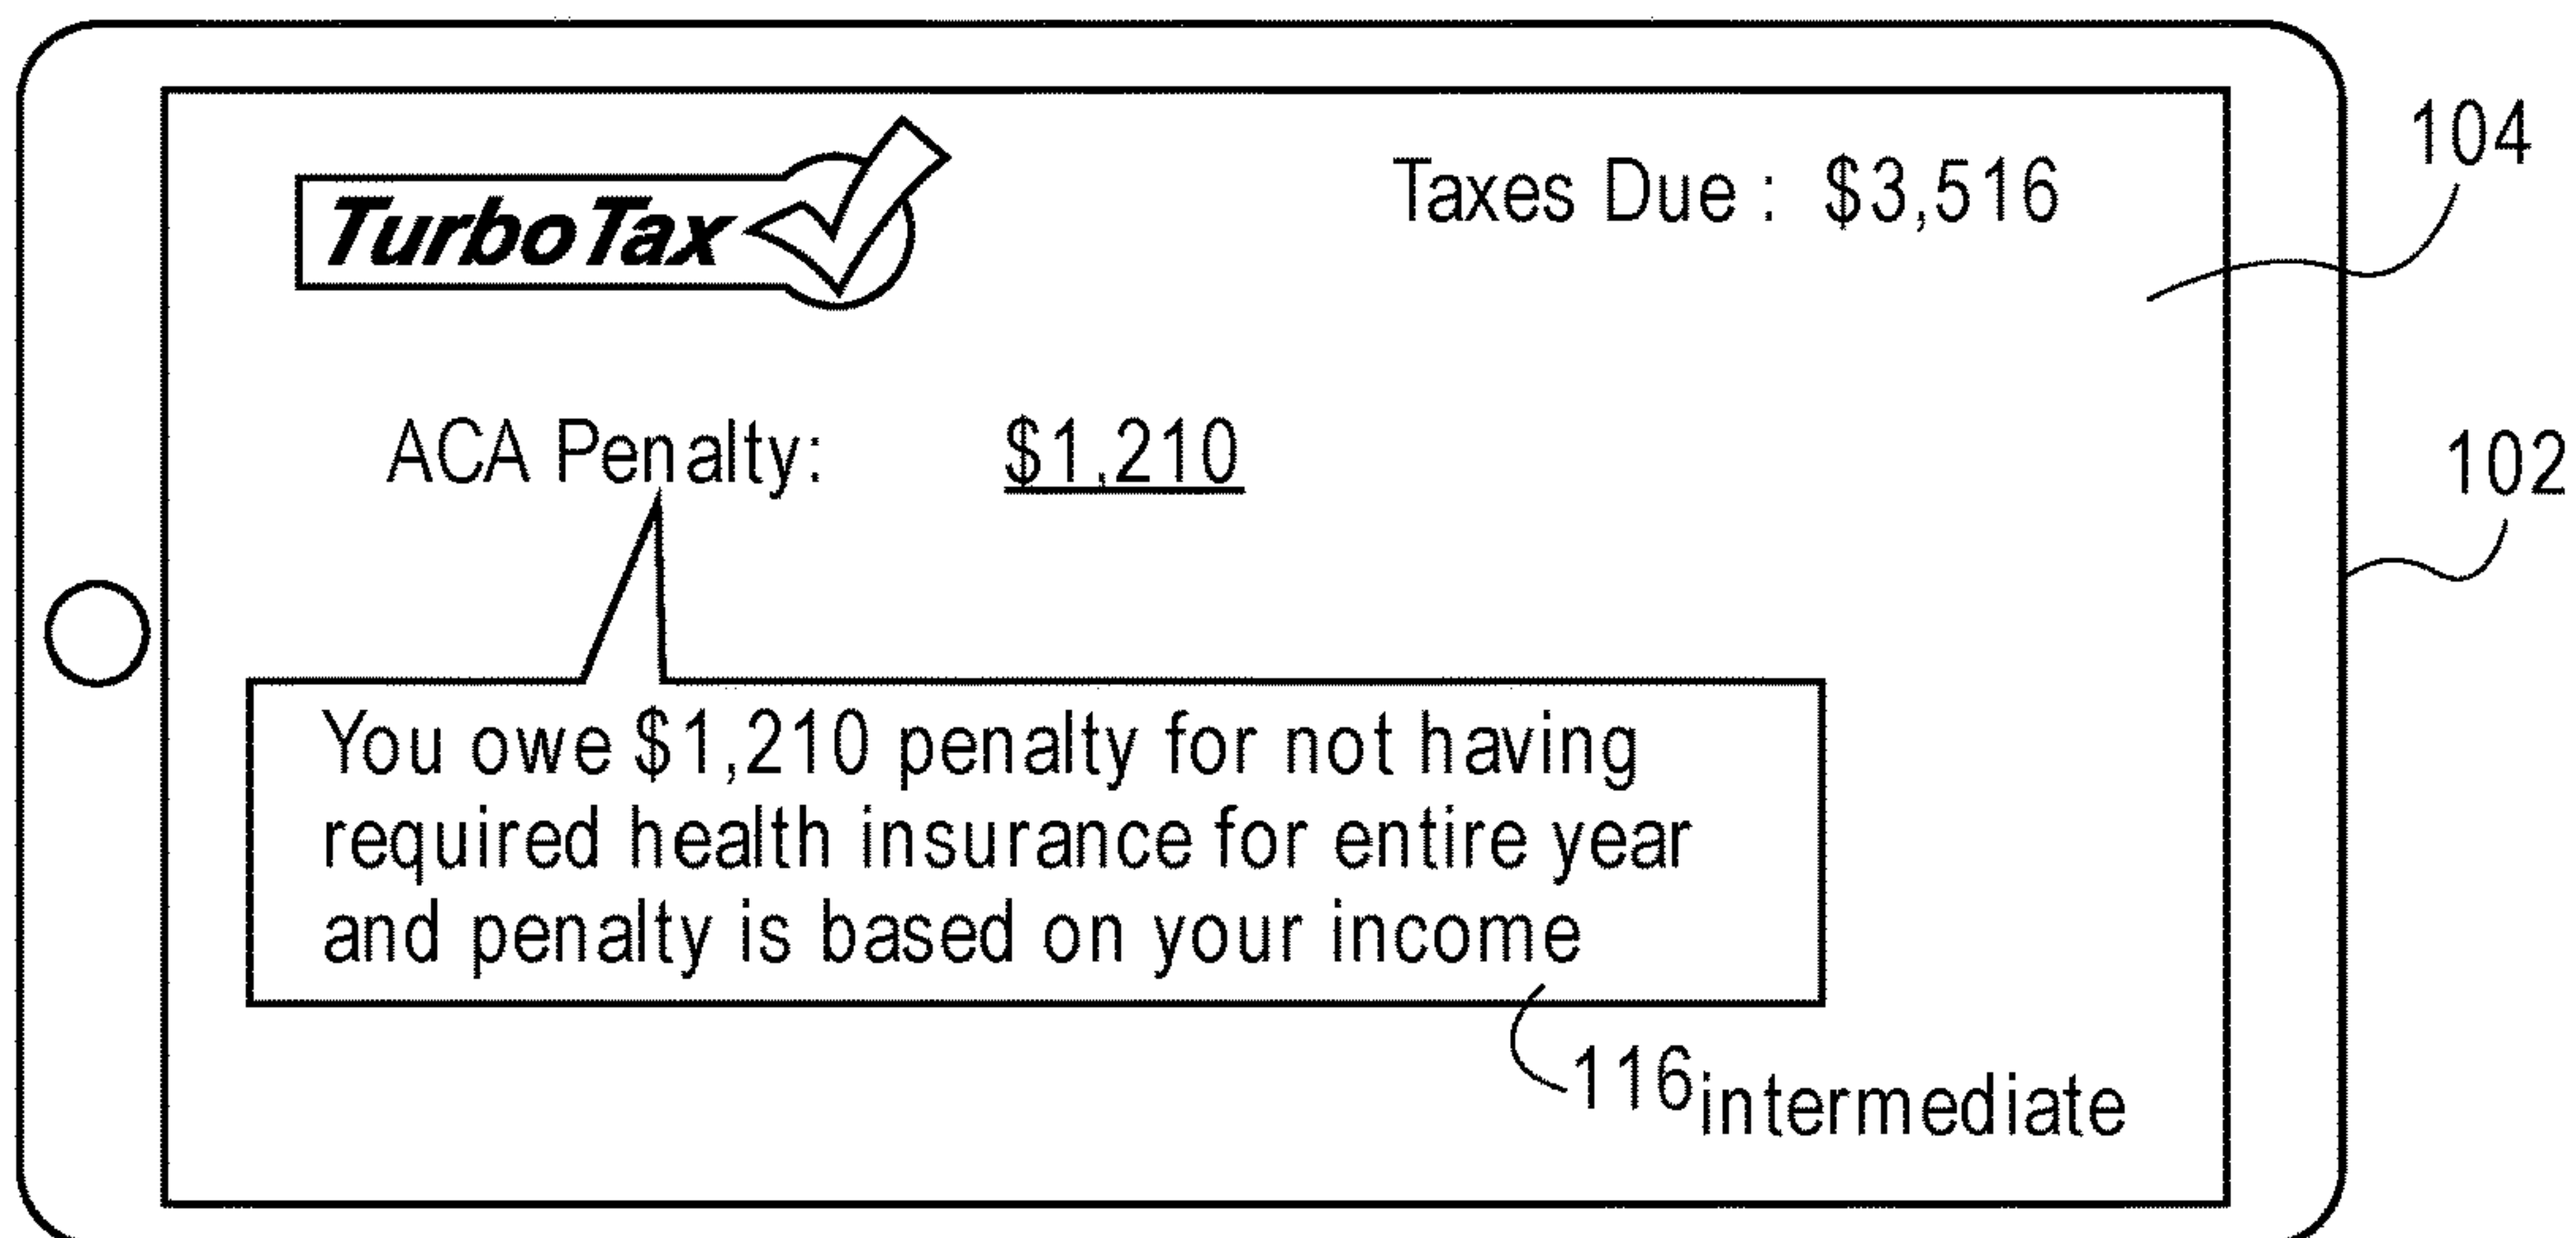 TurboTax
Taxes Due : $3,516
104
ACA Penalty: $1,210
102
You owe $1,210 penalty for not having
required health insurance for entire year
and penalty is based on your income
116intermediate